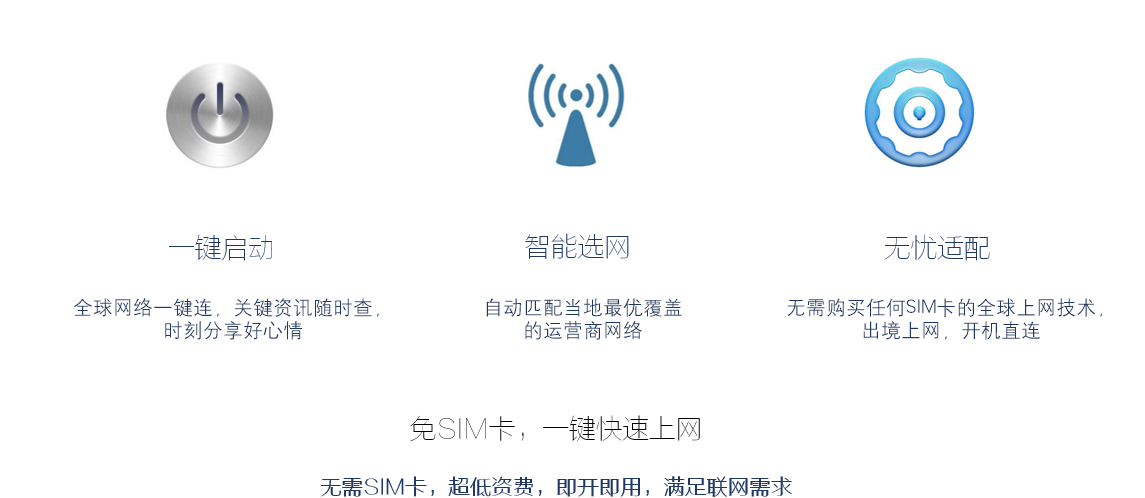 一键启动
智能选网
无忧适配
全球网络一键连，关键资讯随时查，
时刻分享好心情
自动匹配当地最优覆盖
的运营商网络
无需购买任何SIM卡的全球上网技术，
出境上网，开机直连
免SIM卡，一键快速上网
无需SIM卡，超低资费，即开即用，满足联网需求